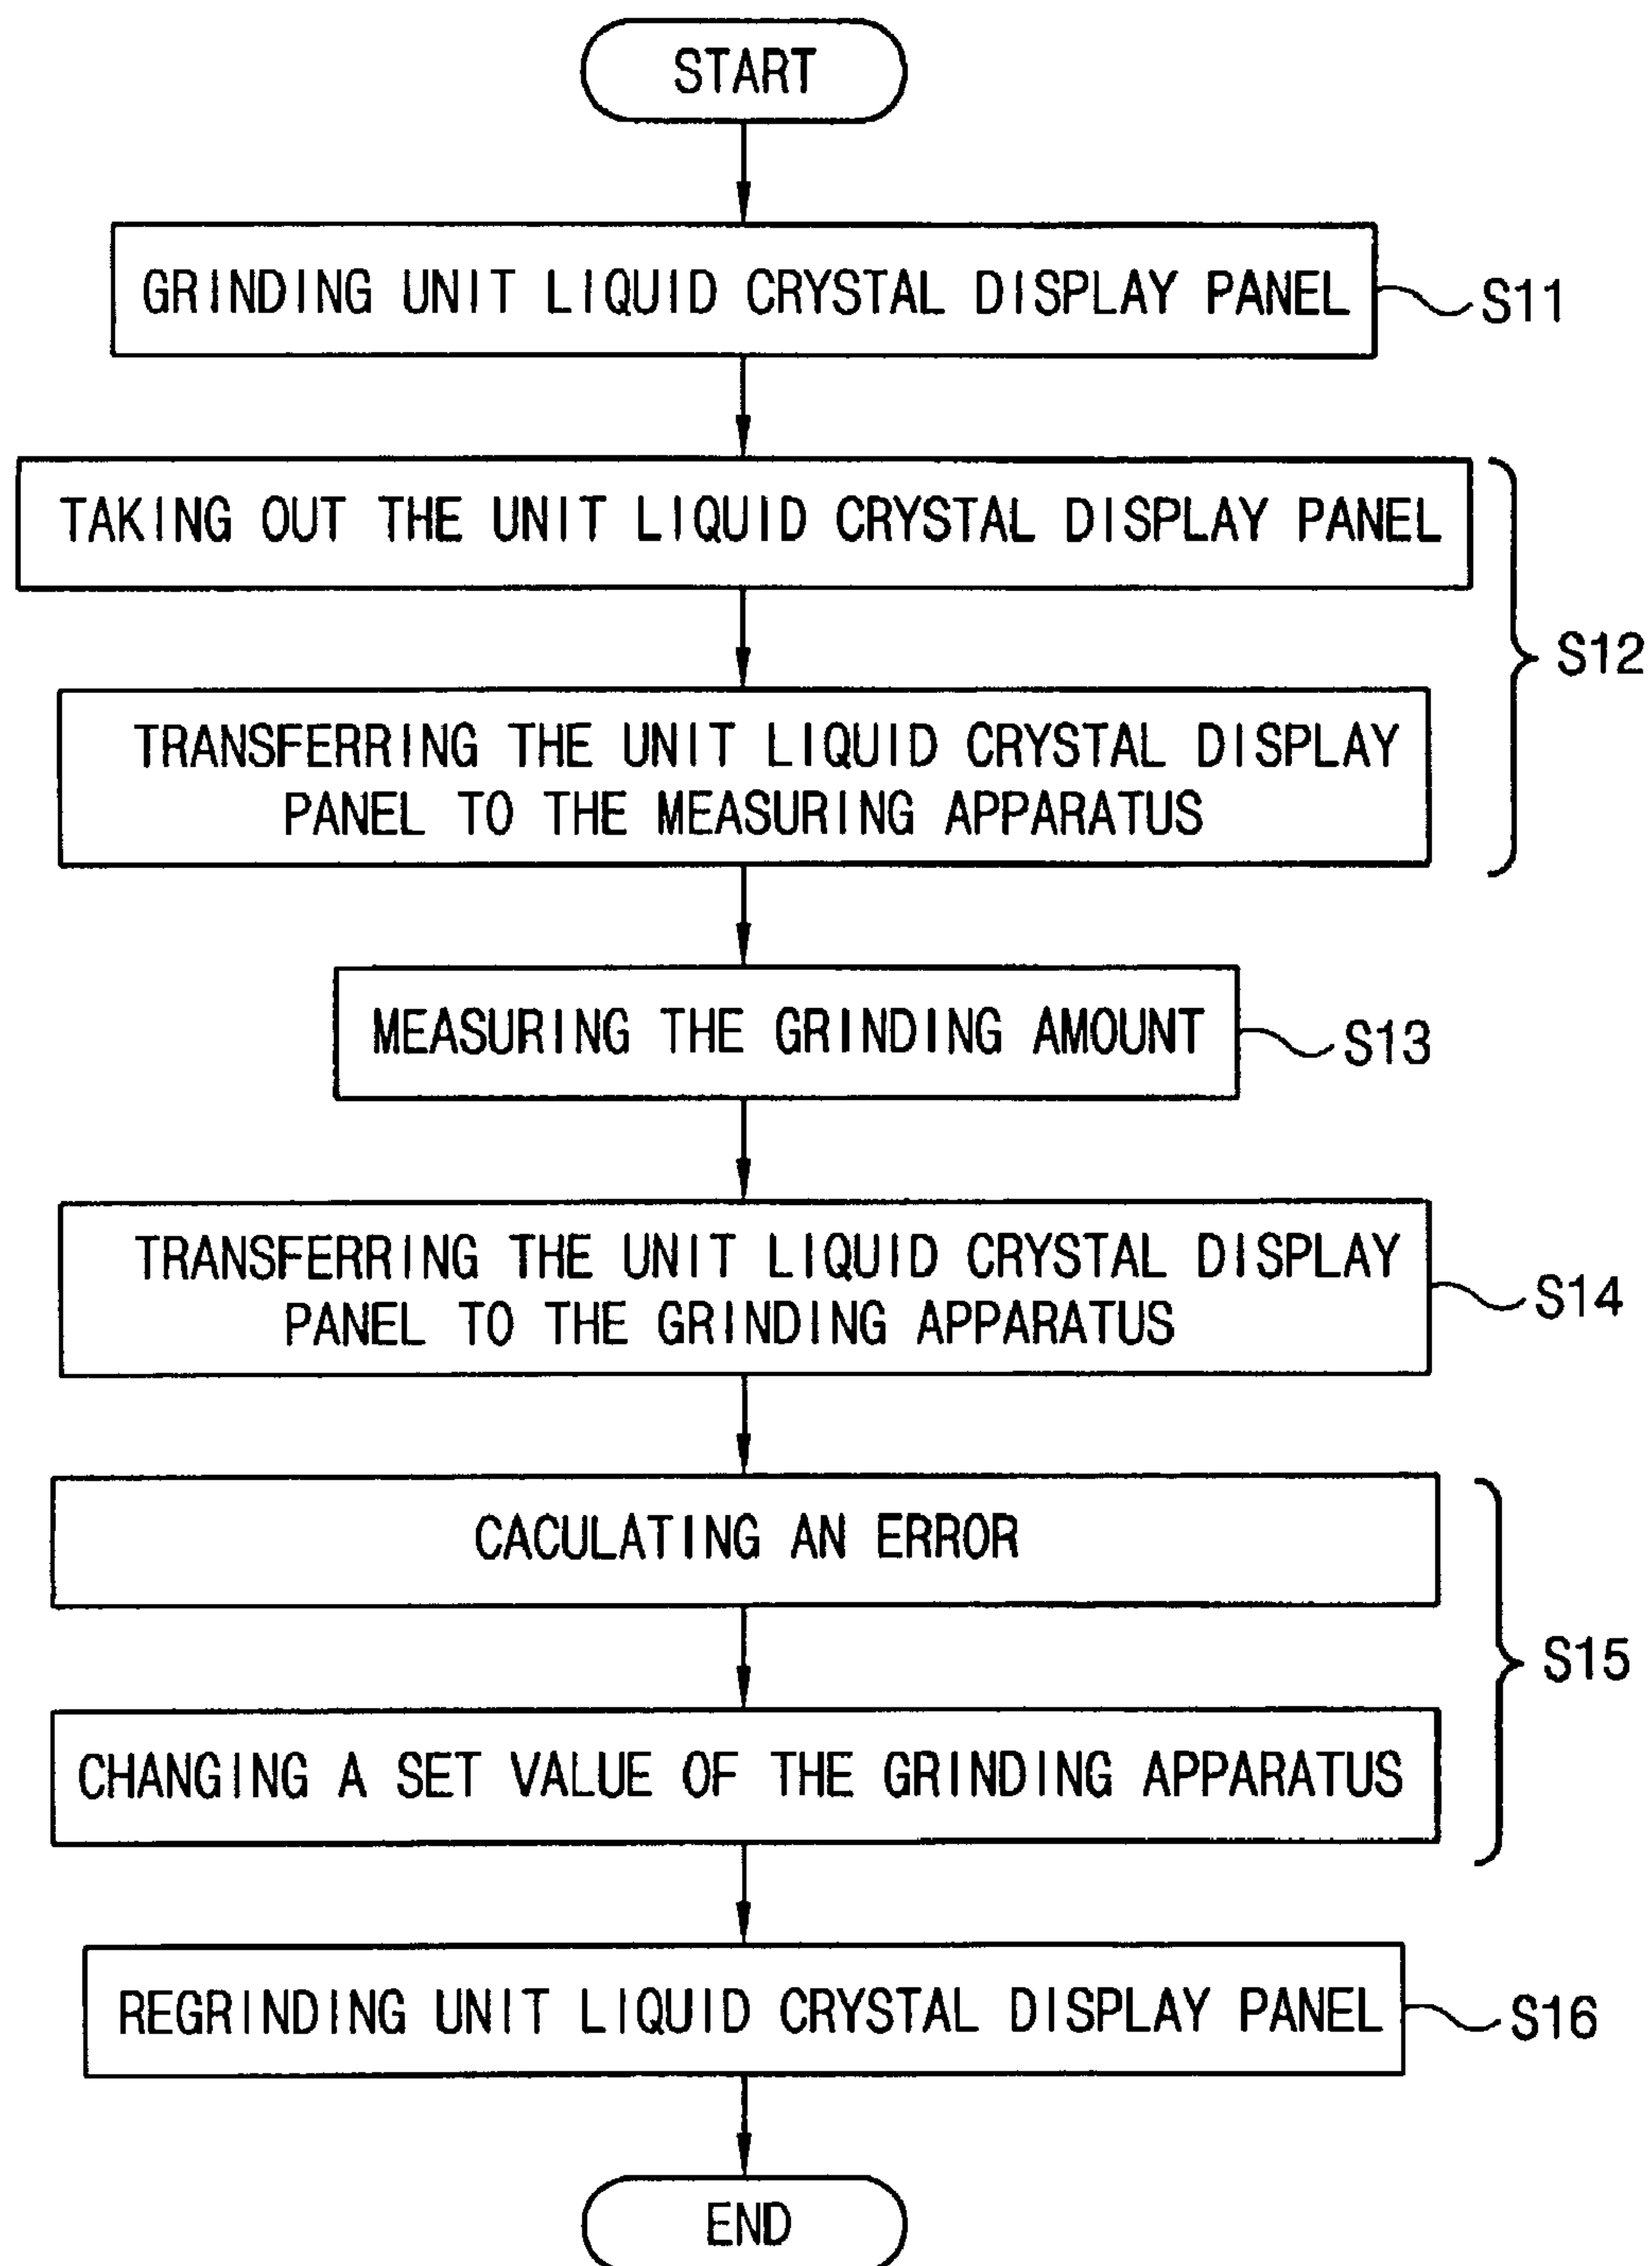 START
GRINDING UNIT LIQUID CRYSTAL DISPLAY PANEL
S11
TAKING OUT THE UNIT LIQUID CRYSTAL DISPLAY PANEL
S12
TRANSFERRING THE UNIT LIQUID CRYSTAL DISPLAY
PANEL TO THE MEASURING APPARATUS
MEASURING THE GRINDING AMOUNT
S13
TRANSFERRING THE UNIT LIQUID CRYSTAL DISPLAY
PANEL TO THE GRINDING APPARATUS
S14
CACULATING AN ERROR
S15
CHANGING A SET VALUE OF THE GRINDING APPARATUS
REGRINDING UNIT LIQUID CRYSTAL DISPLAY PANEL
S16
END